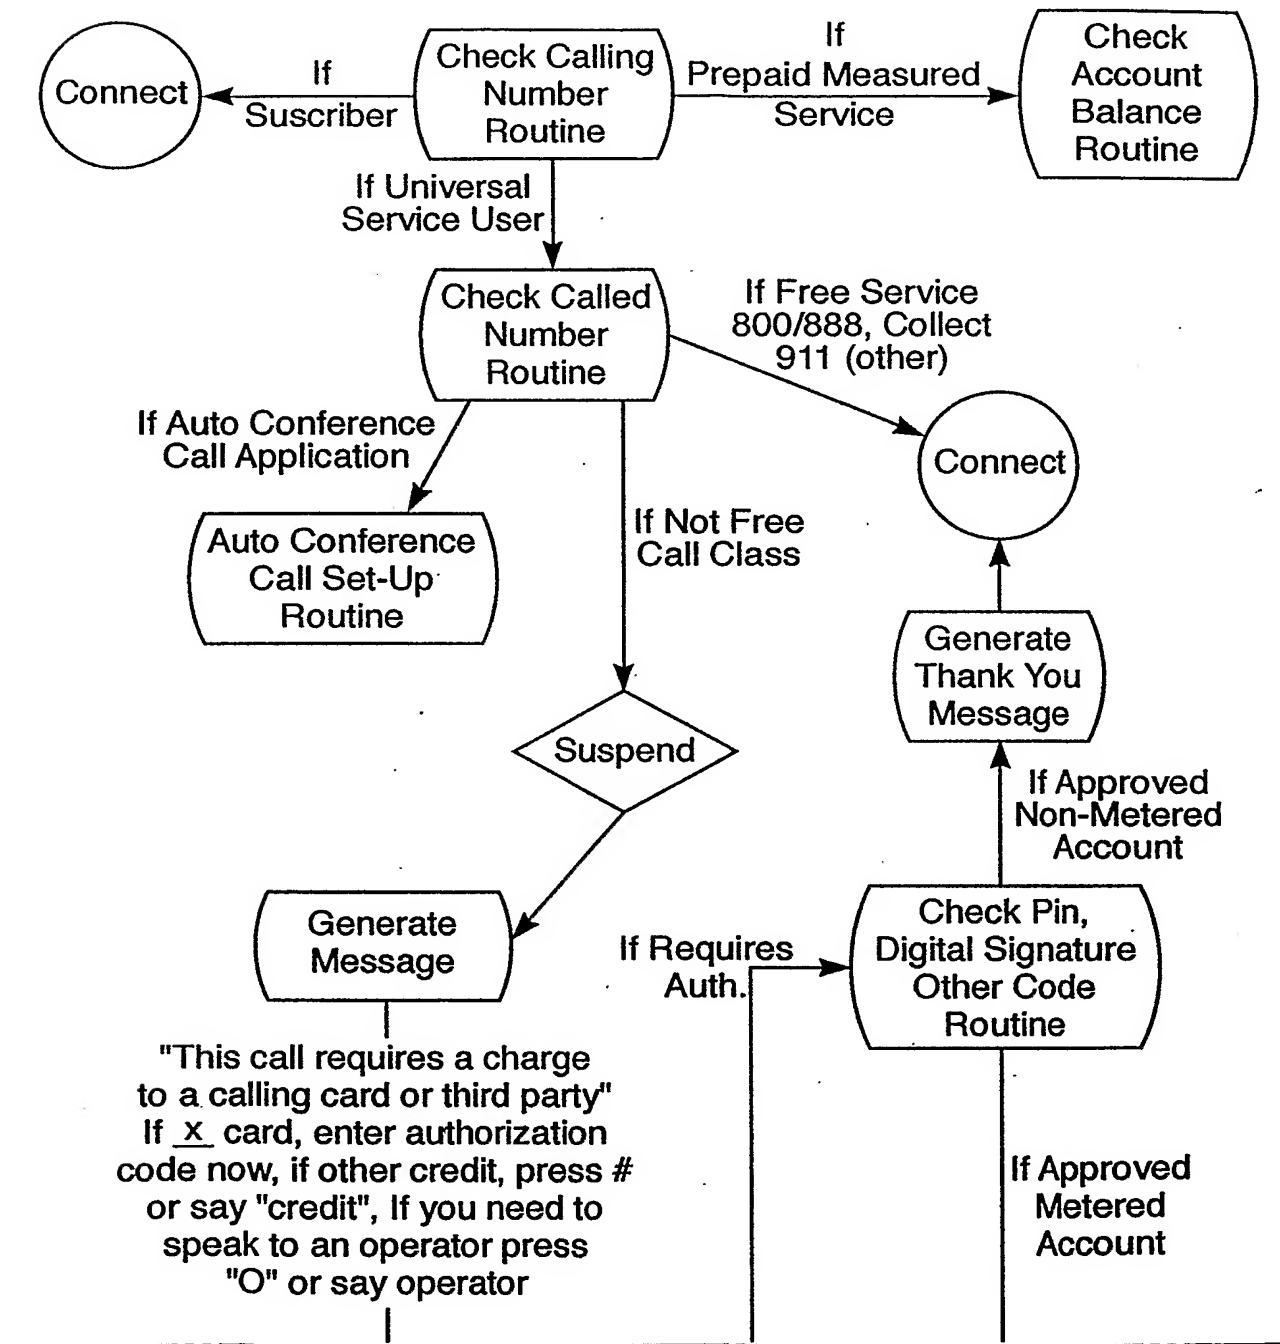 Connect
If
Suscriber
Check Calling
Number
Routine
If
Prepaid Measured
Service
Check
Account
Balance
Routine
If Universal
Service User
Check Called
Number
Routine
If Free Service
800/888, Collect
911 (other)
Connect
If Auto Conference
Call Application
Auto Conference
Call Set-Up
Routine
If Not Free
Call Class
Generate
Thank You
Message
Suspend
If Approved
Non-Metered
Account
Generate
Message
If Requires
Auth.
Check Pin,
Digital Signature
Other Code
Routine
"This call requires a charge
to a calling card or third party"
If x card, enter authorization
code now, if other credit, press #
or say "credit", If you need to
speak to an operator press
"O" or say operator
If Approved
Metered
Account